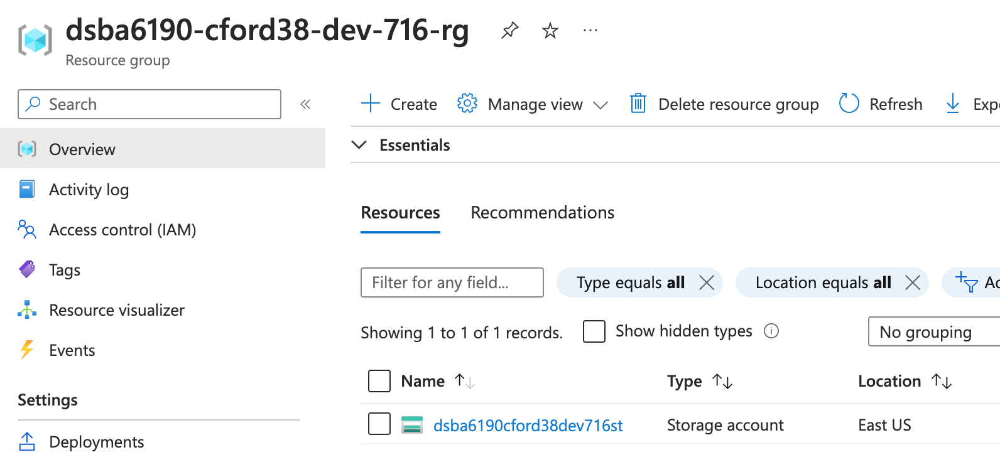 dsba6190-cford38-dev-716-rg
Resource group
Search
Create
Manage view
Delete resource group
Refresh
Essentials
Overview
Activity log
Access control (IAM)
Tags
Resource visualizer
Events
Settings
Deployments
Resources
Recommendations
Filter for any field...
Type equals all
Location equals all
Showing 1 to 1 of 1 records.
Show hidden types
No grouping
Name
Type
Location
dsba6190cford38dev716st
Storage account
East US